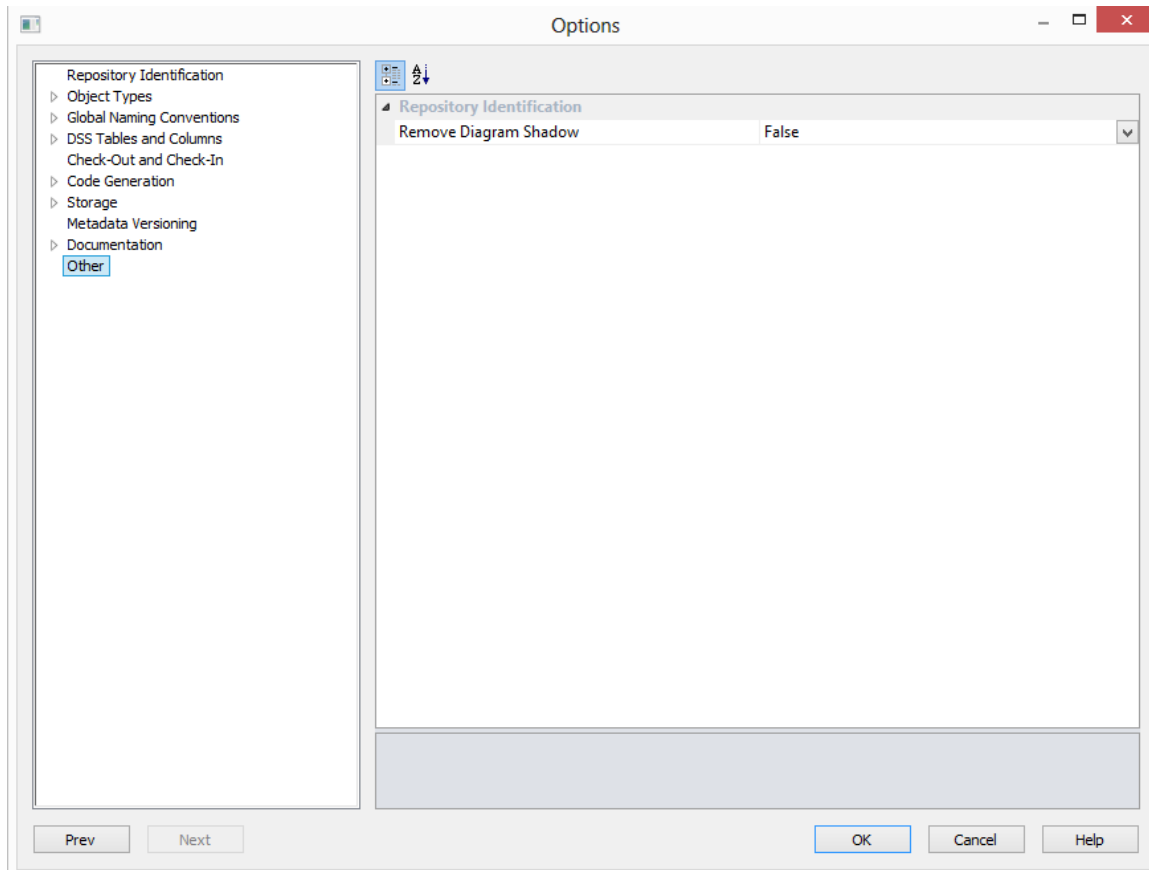 Options
Repository Identification
Object Types
Global Naming Conventions
DSS Tables and Columns
Check-Out and Check-In
Code Generation
Storage
Metadata Versioning
Documentation
Other
Repository Identification
Remove Diagram Shadow False
Prev Next OK Cancel Help